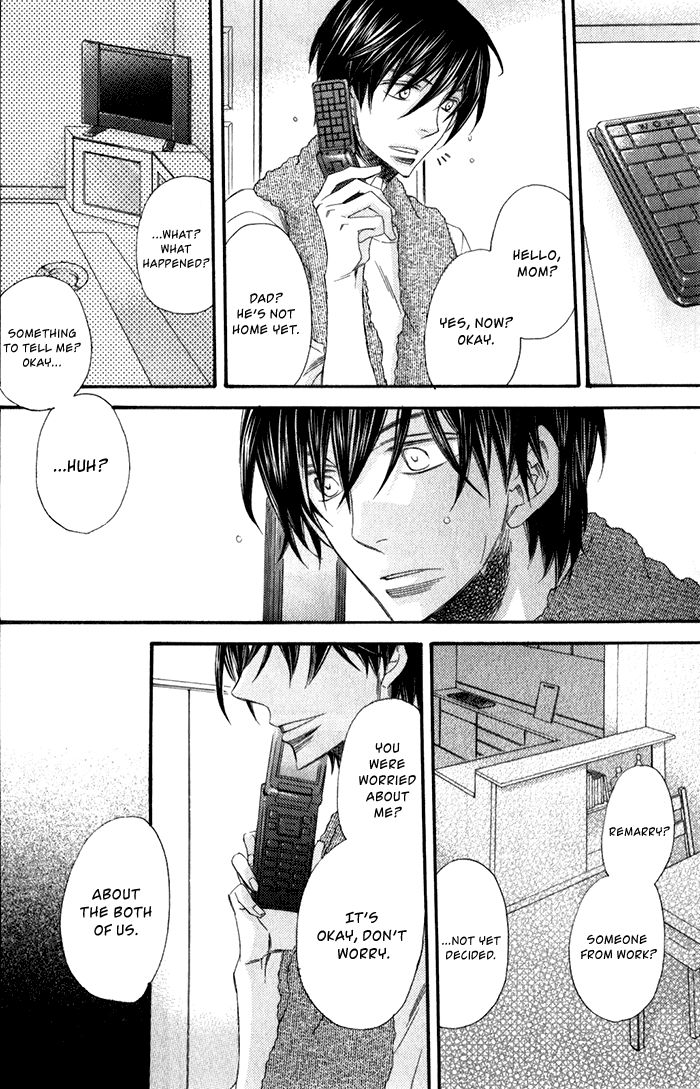 HELLO,
MOM?
YES, NOW?
OKAY.
DAD?
HE'S NOT
HOME YET.
...WHAT?
WHAT
HAPPENED?
SOMETHING
TO TELL ME?
OKAY...
...HUH?
REMARRY?
SOMEONE
FROM WORK?
...NOT YET
DECIDED.
YOU
WERE
WORRIED
ABOUT
ME?
IT'S
OKAY, DON'T
WORRY.
ABOUT
THE BOTH
OF US.